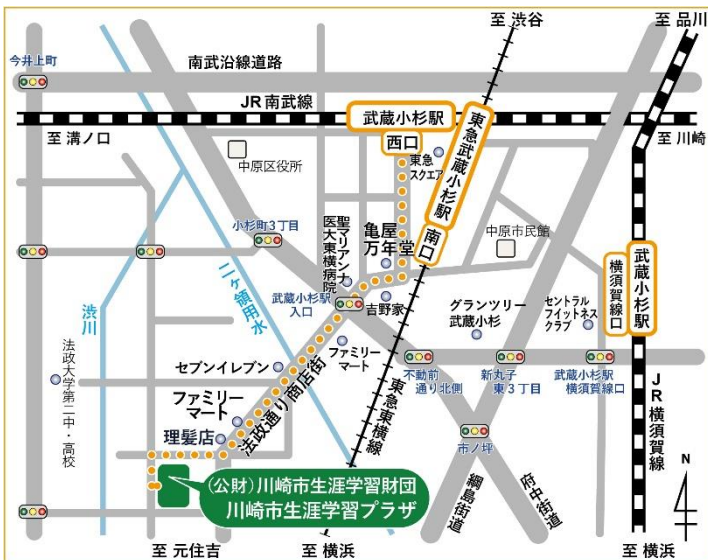 至 渋谷
至 品川
今井上町
南武沿線道路
JR南武線
武蔵小杉駅
西口
至 溝ノ口
至 川崎
中原区役所
東急
スクエア
東急武蔵小杉駅
南口
小杉町3丁目
聖マリアンナ
医大東横病院
亀屋
万年堂
中原市民館
武蔵小杉駅
横須賀線口
渋川
二ヶ領用水
武蔵小杉駅
入口
吉野家
グランツリー
武蔵小杉
セントラル
フイットネス
クラブ
ファミリー
マート
セブンイレブン
法政通り商店街
不動前
通り北側
新丸子
東3丁目
武蔵小杉駅
横須賀線口
法政大学第二中・高校
ファミリー
マート
理髪店
東急東横線
JR横須賀線
市ノ坪
(公財)川崎市生涯学習財団
川崎市生涯学習プラザ
綱島街道
府中街道
N
至 元住吉
至 横浜
至 横浜